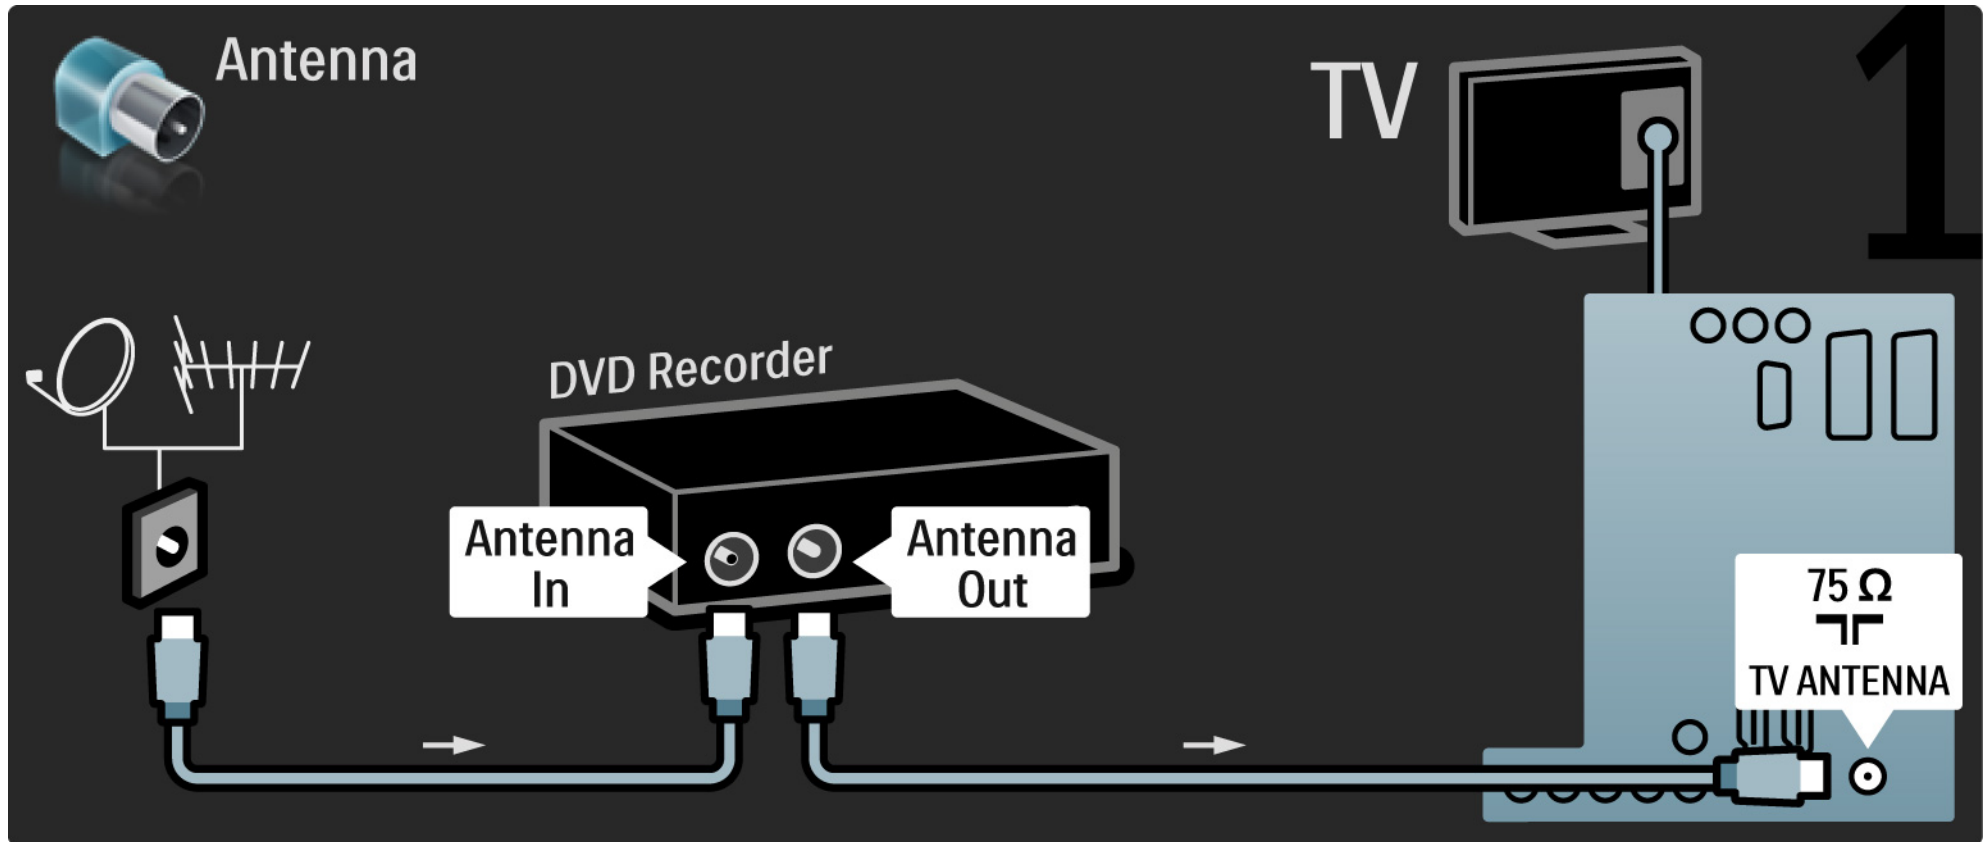 Antenna
TV
1
DVD Recorder
Antenna
In
Antenna
Out
75 Ω
TV ANTENNA